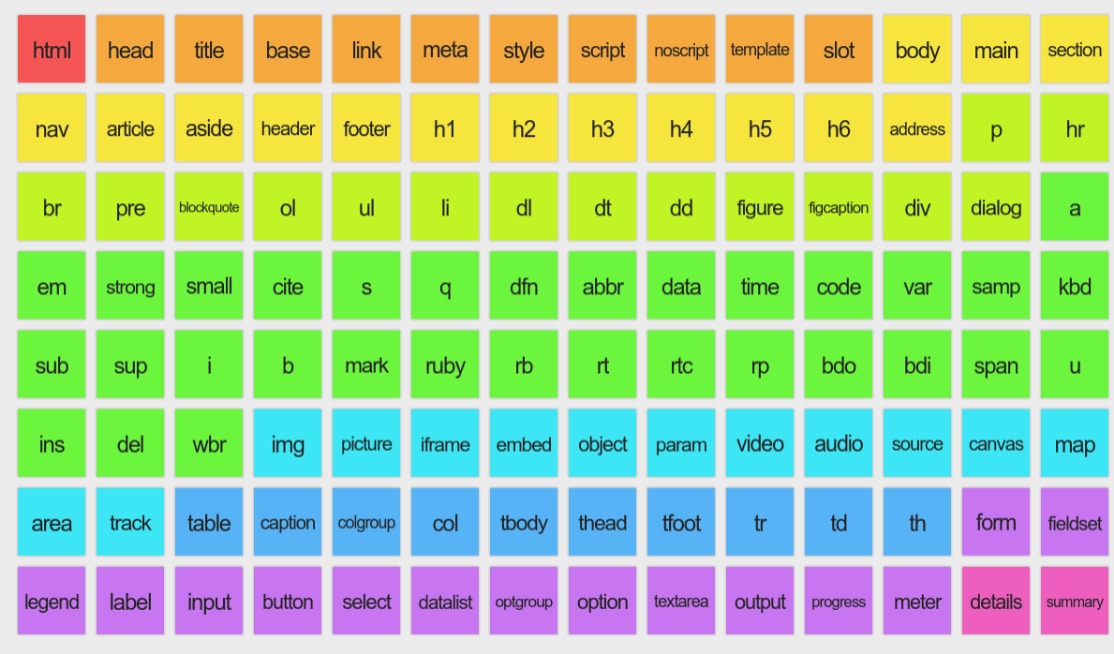 html head title base link meta style script noscript template slot body main section
nav article aside header footer h1 h2 h3 h4 h5 h6 address p hr
br pre blockquote ol ul li dl dt dd figure figcaption div dialog a
em strong small cite s q dfn abbr data time code var samp kbd
sub sup i b mark ruby rb rt rtc rp bdo bdi span u
ins del wbr img picture iframe embed object param video audio source canvas map
area track table caption colgroup col tbody thead tfoot tr td th form fieldset
legend label input button select datalist optgroup option textarea output progress meter details summary